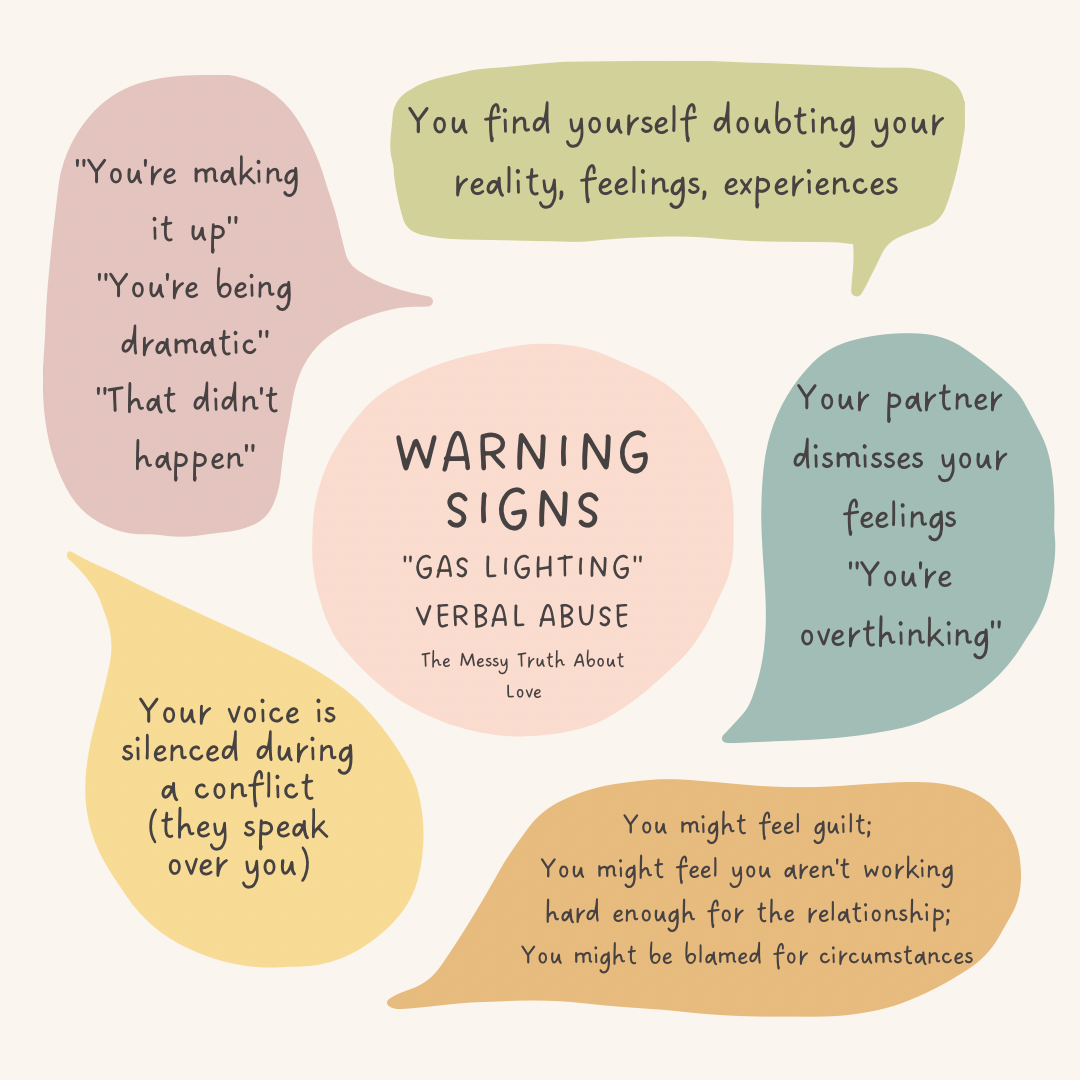 "You're making
it up"
"You're being
dramatic"
"That didn't
happen"
You find yourself doubting your
reality, feelings, experiences
WARNING
SIGNS
"GAS LIGHTING"
VERBAL ABUSE
The Messy Truth About
Love
Your partner
dismisses your
feelings
"You're
overthinking"
Your voice is
silenced during
a conflict
(they speak
over you)
You might feel guilt;
You might feel you aren't working
hard enough for the relationship;
You might be blamed for circumstances